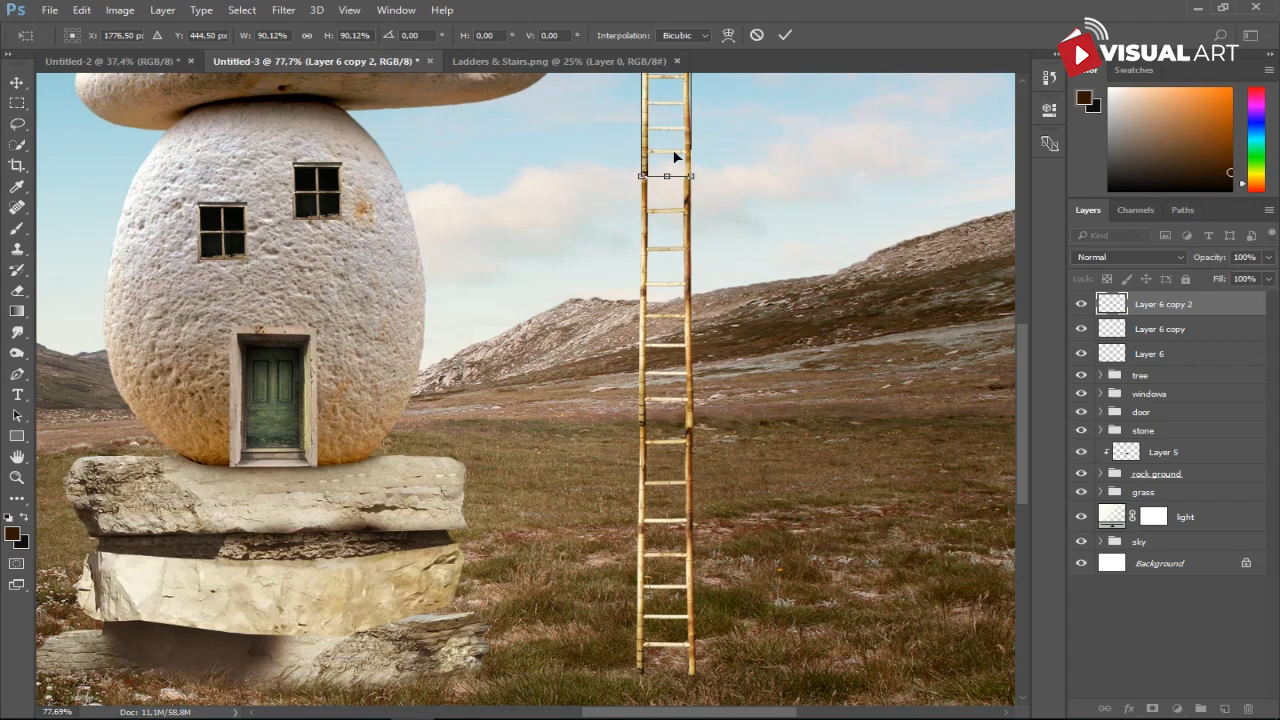 Ps File Edit Image Layer Type Select Filter 3D View Window Help
X: 1776,50 px Y: 444,50 px W: 90,12% H: 90,12% 0,00 ° H: 0,00 ° V: 0,00 ° Interpolation: Bicubic
VISUAL ART
Untitled-2 @ 37,4% (RGB/8) * × Untitled-3 @ 77,7% (Layer 6 copy 2, RGB/8) * × Ladders & Stairs.png @ 25% (Layer 0, RGB/8#) ×
Swatches
Layers Channels Paths
Kind
Normal Opacity: 100%
Lock: Fill: 100%
Layer 6 copy 2
Layer 6 copy
Layer 6
tree
windowa
door
stone
Layer 5
rock ground
grass
light
sky
Background
77,69% Doc: 11,1M/58,8M
fx